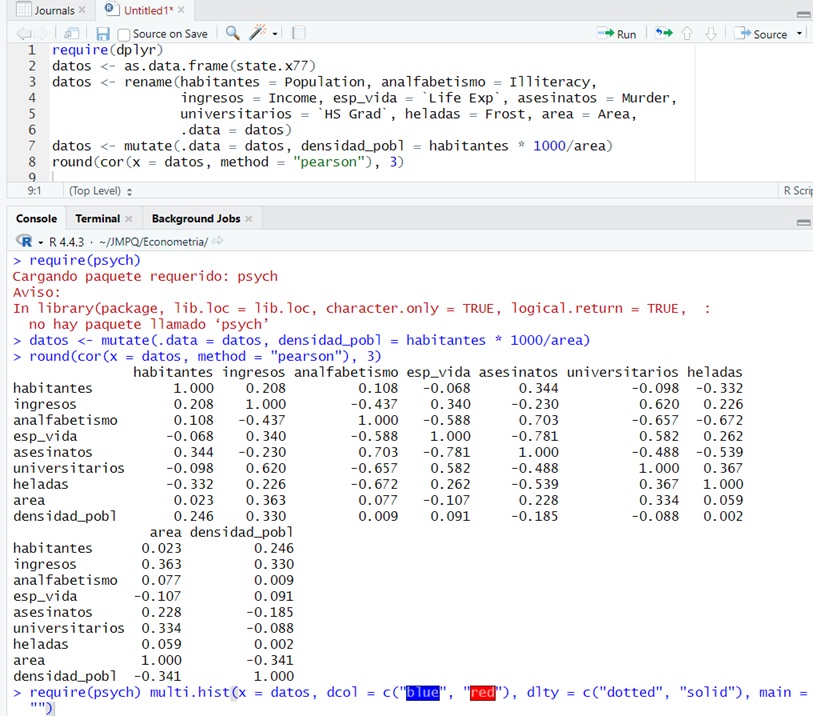 Journals
Untitled1*
Source on Save
Run
Source
1 require(dplyr)
2 datos <- as.data.frame(state.x77)
3 datos <- rename(habitantes = Population, analfabetismo = Illiteracy,
4 ingresos = Income, esp_vida = `Life Exp`, asesinatos = Murder,
5 universitarios = `HS Grad`, heladas = Frost, area = Area,
6 .data = datos)
7 datos <- mutate(.data = datos, densidad_pobl = habitantes * 1000/area)
8 round(cor(x = datos, method = "pearson"), 3)
9
9:1 (Top Level) R Scrip
Console Terminal Background Jobs
R 4.4.3 · ~/JMPQ/Econometria/
> require(psych)
Cargando paquete requerido: psych
Aviso:
In library(package, lib.loc = lib.loc, character.only = TRUE, logical.return = TRUE,  :
no hay paquete llamado ‘psych’
> datos <- mutate(.data = datos, densidad_pobl = habitantes * 1000/area)
> round(cor(x = datos, method = "pearson"), 3)
habitantes ingresos analfabetismo esp_vida asesinatos universitarios heladas
habitantes 1.000 0.208 0.108 -0.068 0.344 -0.098 -0.332
ingresos 0.208 1.000 -0.437 0.340 -0.230 0.620 0.226
analfabetismo 0.108 -0.437 1.000 -0.588 0.703 -0.657 -0.672
esp_vida -0.068 0.340 -0.588 1.000 -0.781 0.582 0.262
asesinatos 0.344 -0.230 0.703 -0.781 1.000 -0.488 -0.539
universitarios -0.098 0.620 -0.657 0.582 -0.488 1.000 0.367
heladas -0.332 0.226 -0.672 0.262 -0.539 0.367 1.000
area 0.023 0.363 0.077 -0.107 0.228 0.334 0.059
densidad_pobl 0.246 0.330 0.009 0.091 -0.185 -0.088 0.002
area densidad_pobl
habitantes 0.023 0.246
ingresos 0.363 0.330
analfabetismo 0.077 0.009
esp_vida -0.107 0.091
asesinatos 0.228 -0.185
universitarios 0.334 -0.088
heladas 0.059 0.002
area 1.000 -0.341
densidad_pobl -0.341 1.000
> require(psych) multi.hist(x = datos, dcol = c("blue", "red"), dlty = c("dotted", "solid"), main =
"")